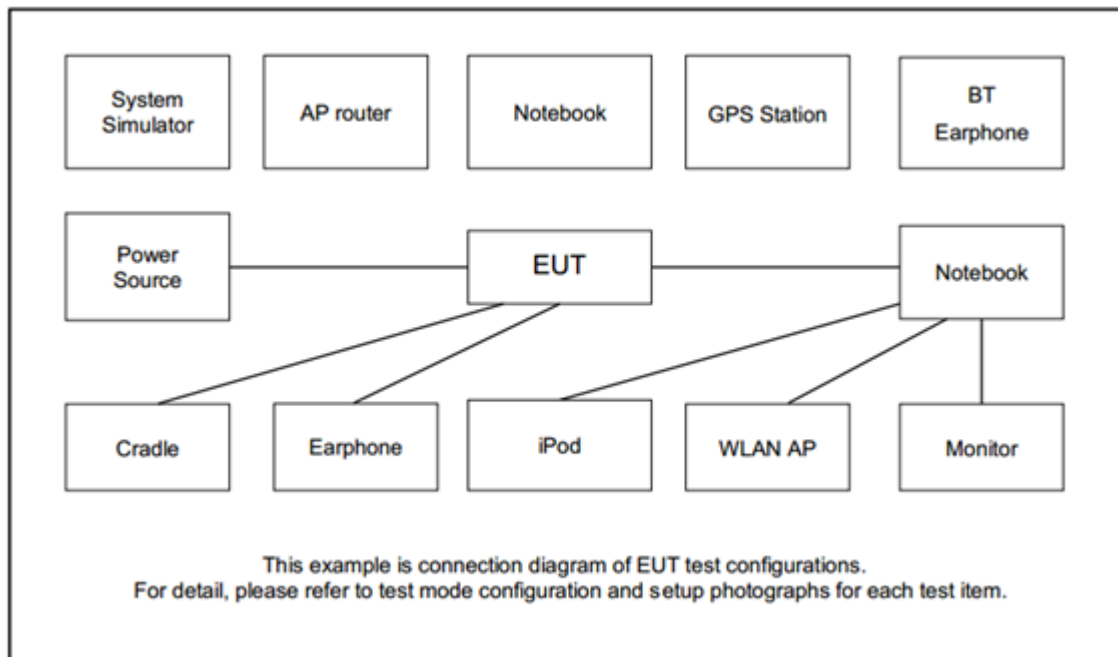 System
Simulator
AP router
Notebook
GPS Station
BT
Earphone
Power
Source
EUT
Notebook
Cradle
Earphone
iPod
WLAN AP
Monitor
This example is connection diagram of EUT test configurations.
For detail, please refer to test mode configuration and setup photographs for each test item.